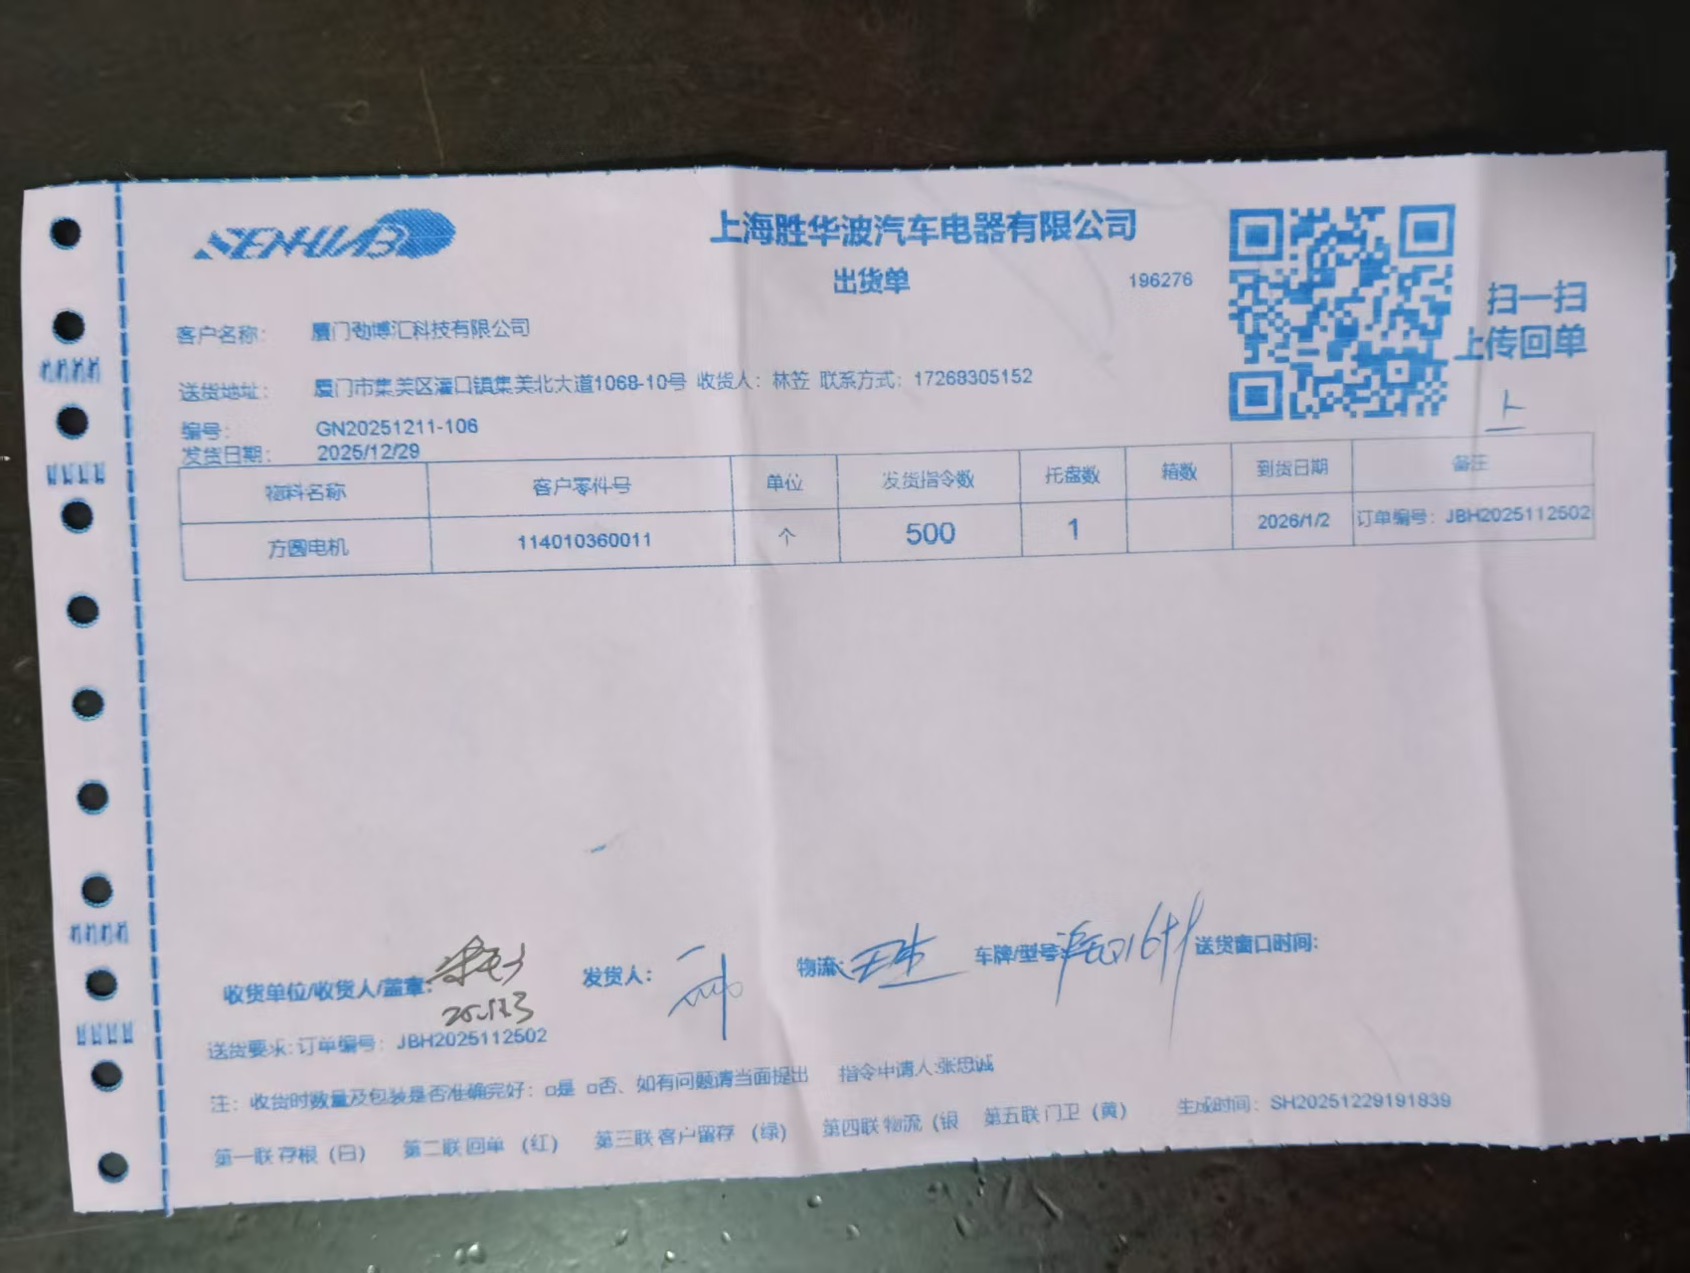 SENHUAB
上海胜华波汽车电器有限公司
出货单
196276
扫一扫
上传回单
客户名称： 厦门劲博汇科技有限公司
送货地址： 厦门市集美区灌口镇集美北大道1068-10号 收货人：林笠 联系方式：17268305152
编号： GN20251211-106
发货日期： 2025/12/29
物料名称 客户零件号 单位 发货指令数 托盘数 箱数 到货日期 备注
方圆电机 114010360011 个 500 1 2026/1/2 订单编号：JBH2025112502
收货单位/收货人/盖章： 发货人： 物流： 车牌/型号 送货窗口时间：
送货要求：订单编号： JBH2025112502
注：收货时数量及包装是否准确完好：□是 □否、如有问题请当面提出 指令申请人张思诚
第一联 存根 （白） 第二联 回单 （红） 第三联 客户留存 （绿） 第四联 物流 （银 第五联 门卫 （黄） 生成时间：SH20251229191839